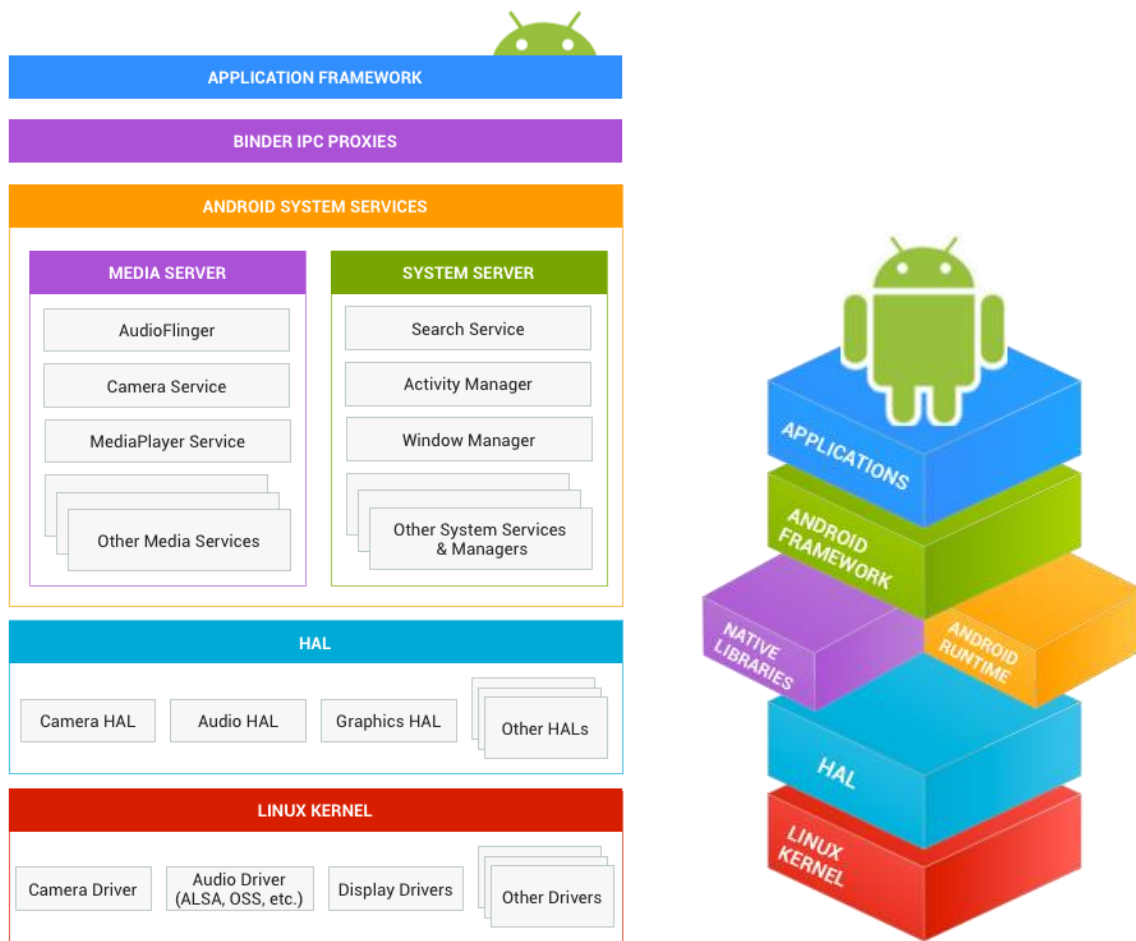 APPLICATION FRAMEWORK
BINDER IPC PROXIES
ANDROID SYSTEM SERVICES
MEDIA SERVER
AudioFlinger
Camera Service
MediaPlayer Service
Other Media Services
SYSTEM SERVER
Search Service
Activity Manager
Window Manager
Other System Services
& Managers
HAL
Camera HAL
Audio HAL
Graphics HAL
Other HALs
LINUX KERNEL
Camera Driver
Audio Driver
(ALSA, OSS, etc.)
Display Drivers
Other Drivers
APPLICATIONS
ANDROID
FRAMEWORK
NATIVE
LIBRARIES
ANDROID
RUNTIME
HAL
LINUX
KERNEL